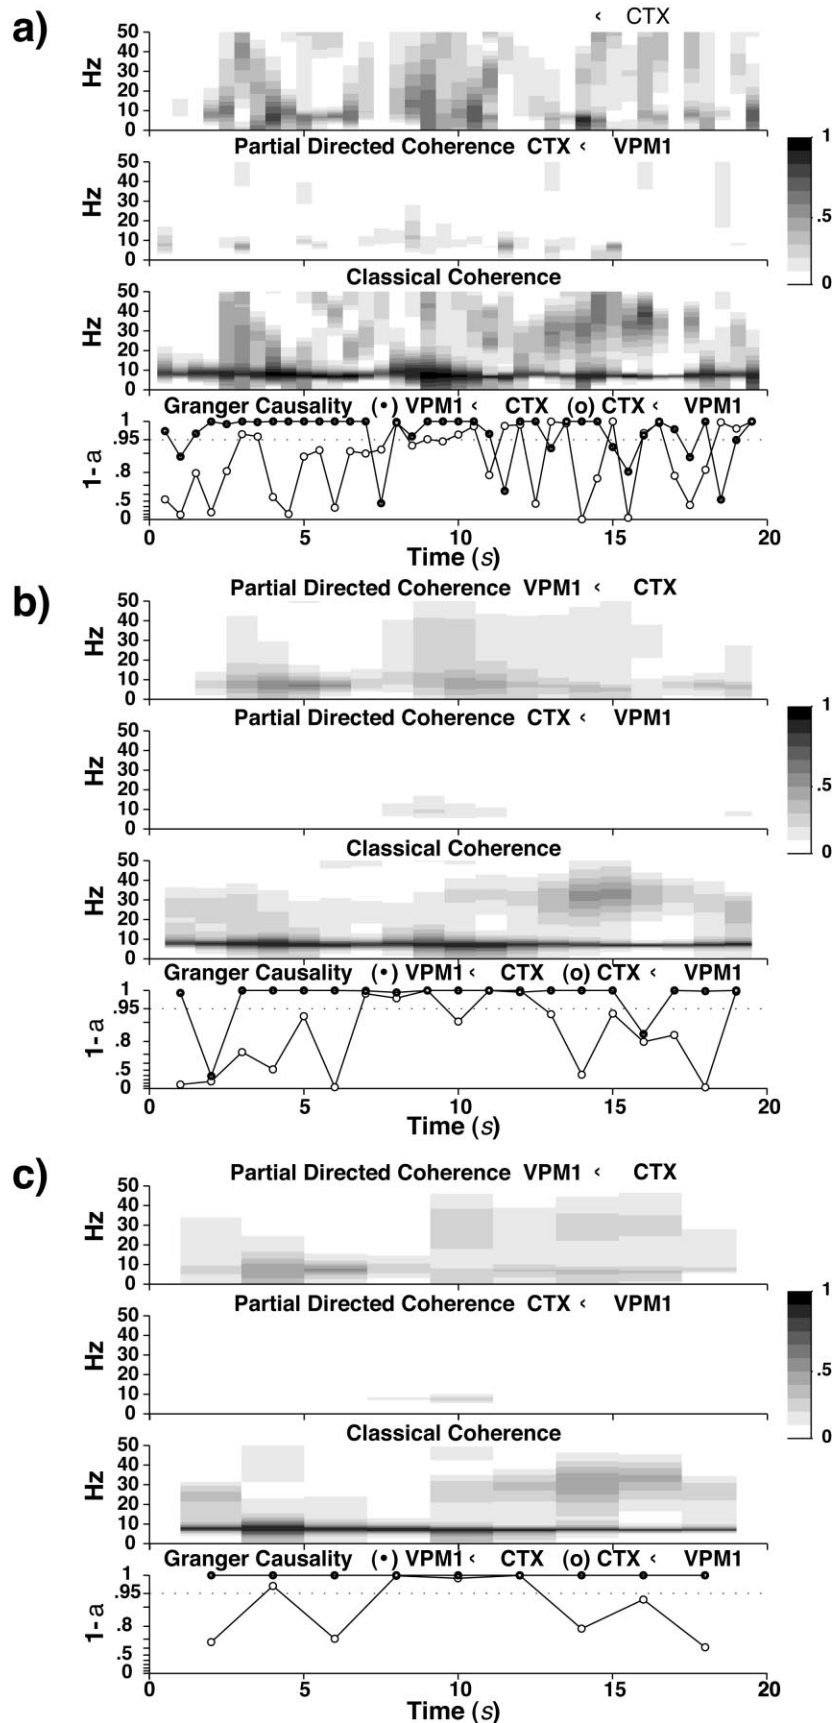 a)
‹ CTX
Hz
50
40
30
20
10
0
Partial Directed Coherence CTX ‹ VPM1
Hz
50
40
30
20
10
0
1
.5
0
Classical Coherence
Hz
50
40
30
20
10
0
Granger Causality (•) VPM1 ‹ CTX (o) CTX ‹ VPM1
1-a
1
.95
.8
.5
0
0 5 10 15 20
Time (s)
b)
Partial Directed Coherence VPM1 ‹ CTX
Hz
50
40
30
20
10
0
Partial Directed Coherence CTX ‹ VPM1
Hz
50
40
30
20
10
0
1
.5
0
Classical Coherence
Hz
50
40
30
20
10
0
Granger Causality (•) VPM1 ‹ CTX (o) CTX ‹ VPM1
1-a
1
.95
.8
.5
0
0 5 10 15 20
Time (s)
c)
Partial Directed Coherence VPM1 ‹ CTX
Hz
50
40
30
20
10
0
Partial Directed Coherence CTX ‹ VPM1
Hz
50
40
30
20
10
0
1
.5
0
Classical Coherence
Hz
50
40
30
20
10
0
Granger Causality (•) VPM1 ‹ CTX (o) CTX ‹ VPM1
1-a
1
.95
.8
.5
0
0 5 10 15 20
Time (s)